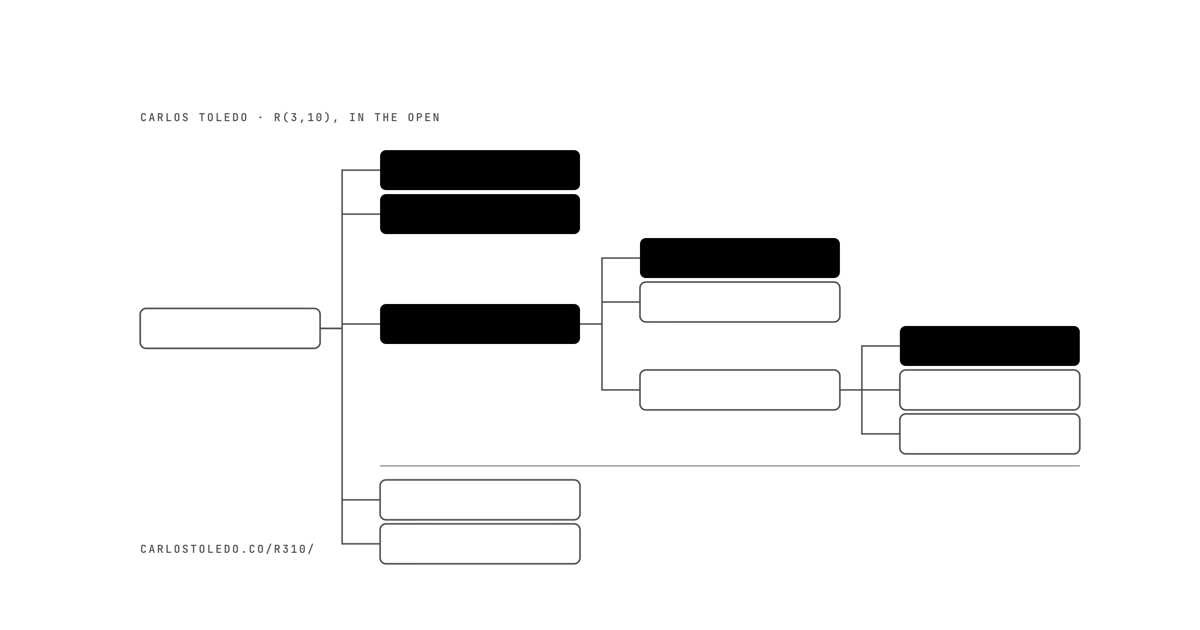 CARLOS TOLEDO · R(3,10), IN THE OPEN
CARLOSTOLEDO.CO/R310/